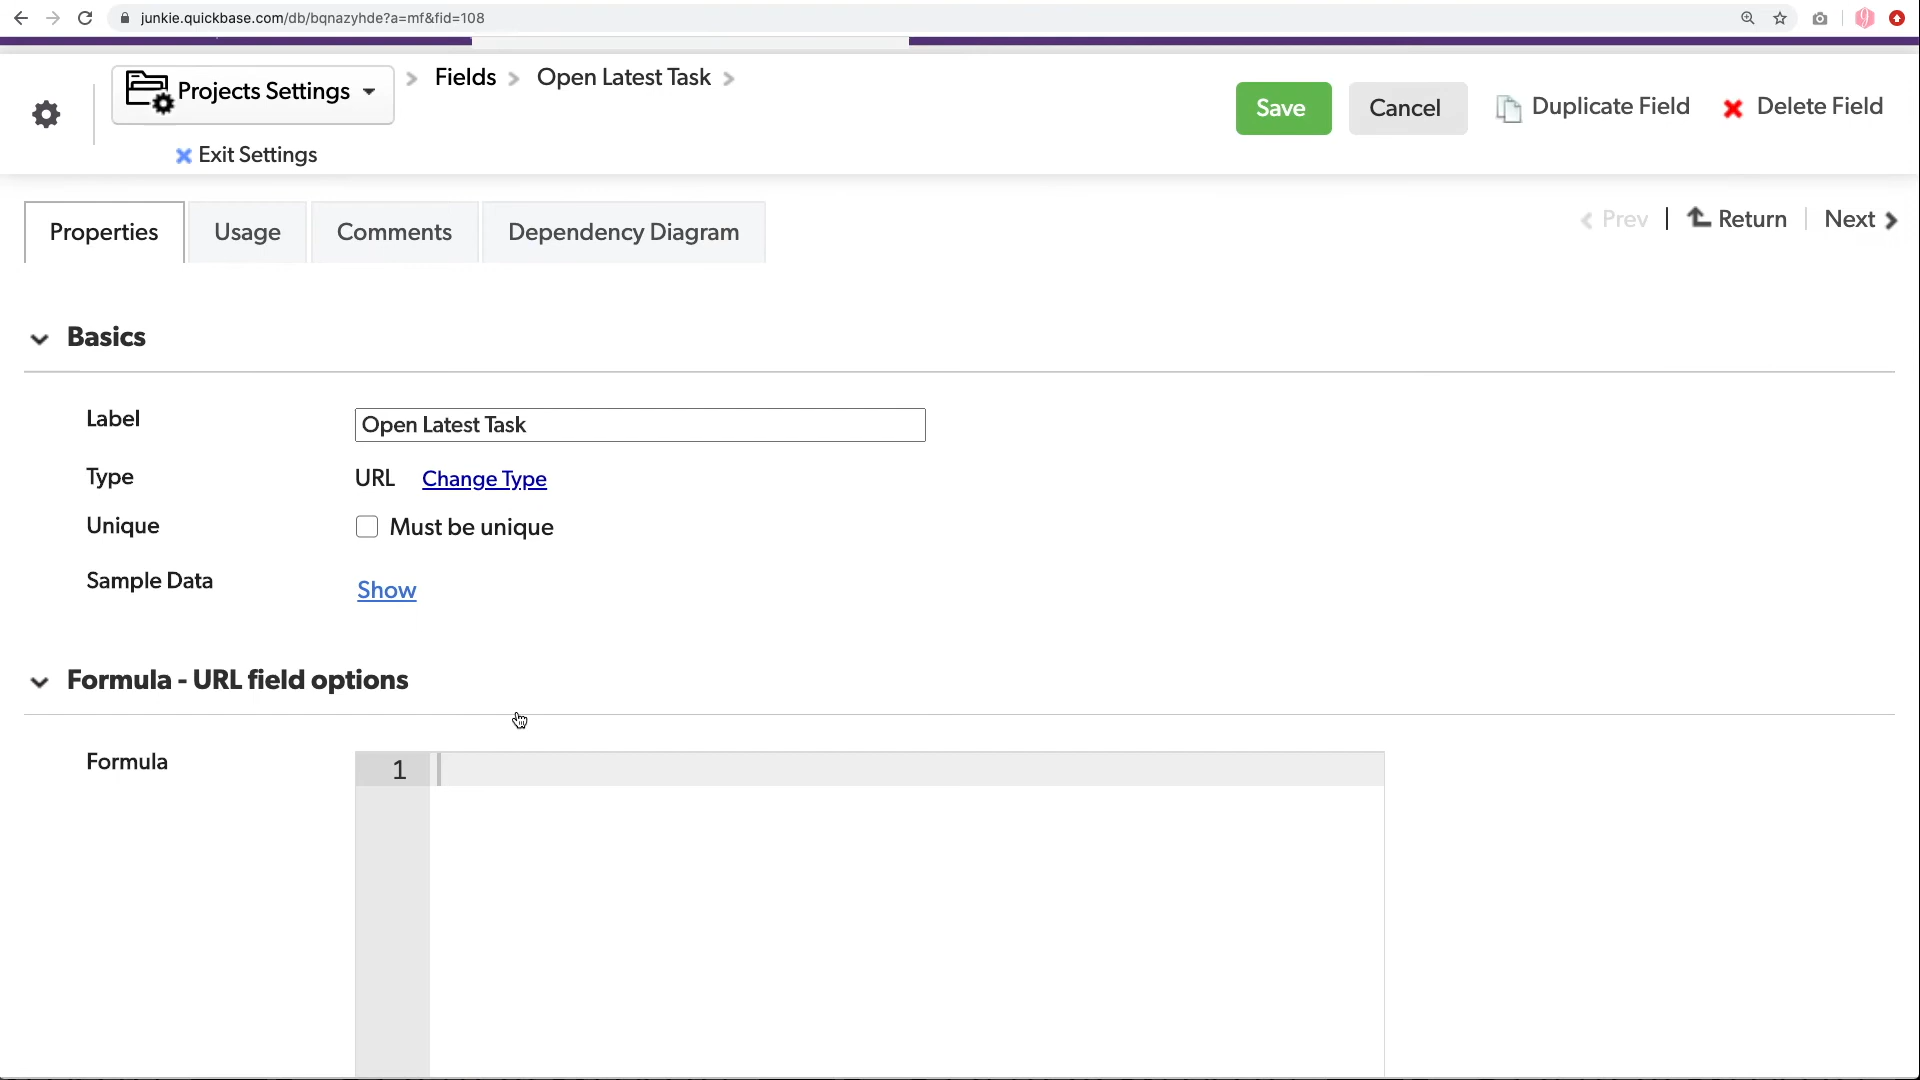 junkie.quickbase.com/db/bqnazyhde?a=mf&fid=108
Projects Settings
Fields
Open Latest Task
Exit Settings
Save
Cancel
Duplicate Field
Delete Field
Properties
Usage
Comments
Dependency Diagram
Prev
Return
Next
Basics
Label
Open Latest Task
Type
URL Change Type
Unique
Must be unique
Sample Data
Show
Formula - URL field options
Formula
1